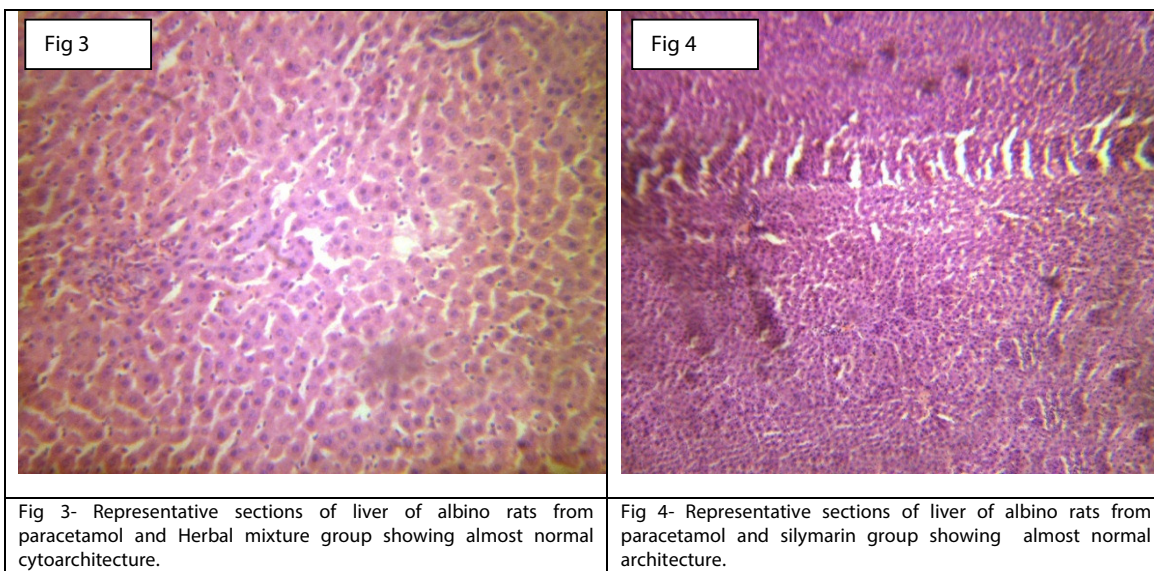 Fig 3
Fig 4
Fig 3- Representative sections of liver of albino rats from
paracetamol and Herbal mixture group showing almost normal
cytoarchitecture.
Fig 4- Representative sections of liver of albino rats from
paracetamol and silymarin group showing almost normal
architecture.